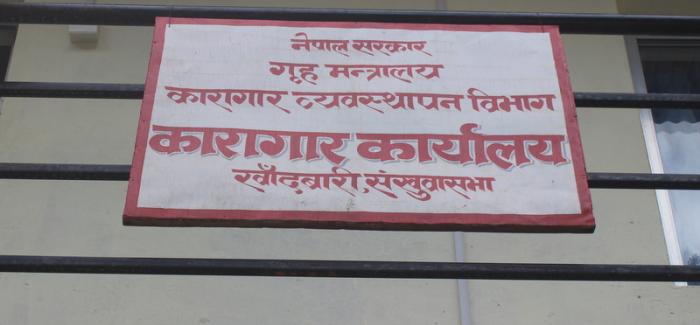 नेपाल सरकार
गृह मन्त्रालय
कारागार व्यवस्थापन विभाग
कारागार कार्यालय
खाँदबारी, संखुवासभा